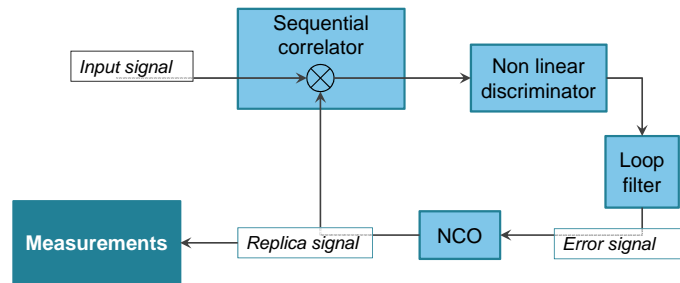 Sequential
correlator
Input signal
Non linear
discriminator
Loop
filter
Measurements
Replica signal
NCO
Error signal